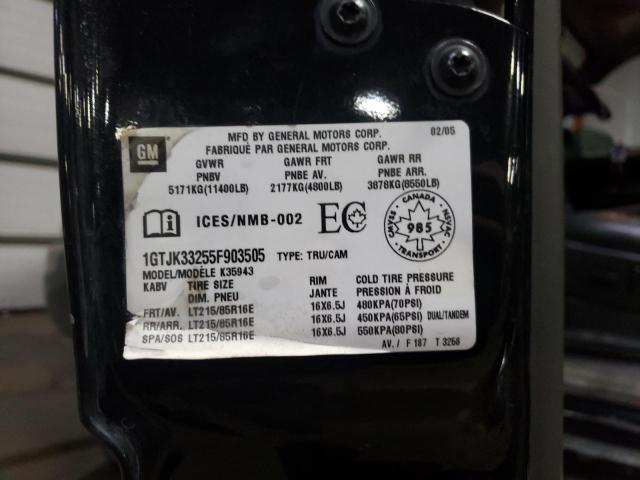 GM
MFD BY GENERAL MOTORS CORP. 02/05
FABRIQUÉ PAR GENERAL MOTORS CORP.
GVWR GAWR FRT GAWR RR
PNBV PNBE AV. PNBE ARR.
5171KG(11400LB) 2177KG(4800LB) 3878KG(8550LB)
i ICES/NMB-002 EC
CANADA
985
1GTJK33255F903505 TYPE: TRU/CAM
MODEL/MODÈLE K35943
KABV TIRE SIZE RIM COLD TIRE PRESSURE
DIM. PNEU JANTE PRESSION À FROID
FRT/AV. LT215/85R16E 16X6.5J 480KPA(70PSI)
RR/ARR. LT215/85R16E 16X6.5J 450KPA(65PSI) DUAL/TANDEM
SPA/SOS LT215/85R16E 16X6.5J 550KPA(80PSI)
AV./ F 187 T 3268